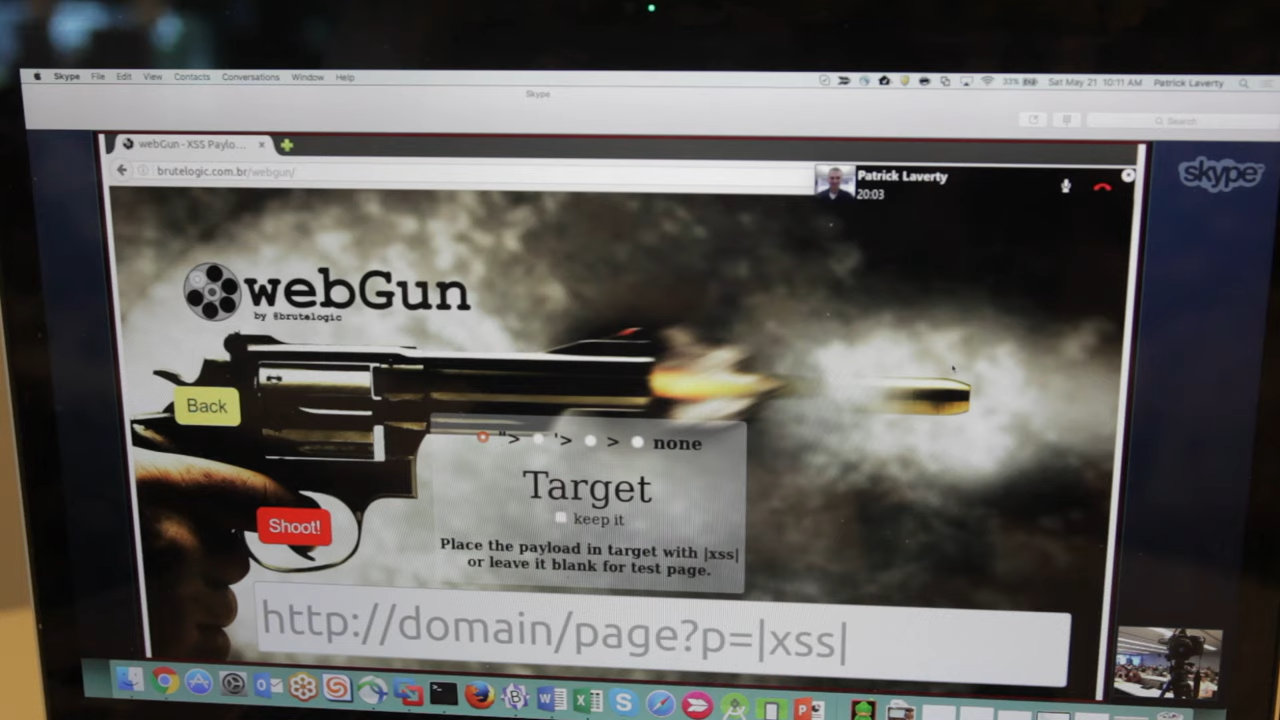 Skype File Edit View Contacts Conversations Window Help
33% Sat May 21 10:11 AM Patrick Laverty
Skype
Search
webGun - XSS Paylo...
brutelogic.com.br/webgun/
Patrick Laverty
20:03
skype
webGun
by @brutelogic
Back
"> '> > none
Target
keep it
Shoot!
Place the payload in target with |xss|
or leave it blank for test page.
http://domain/page?p=|xss|